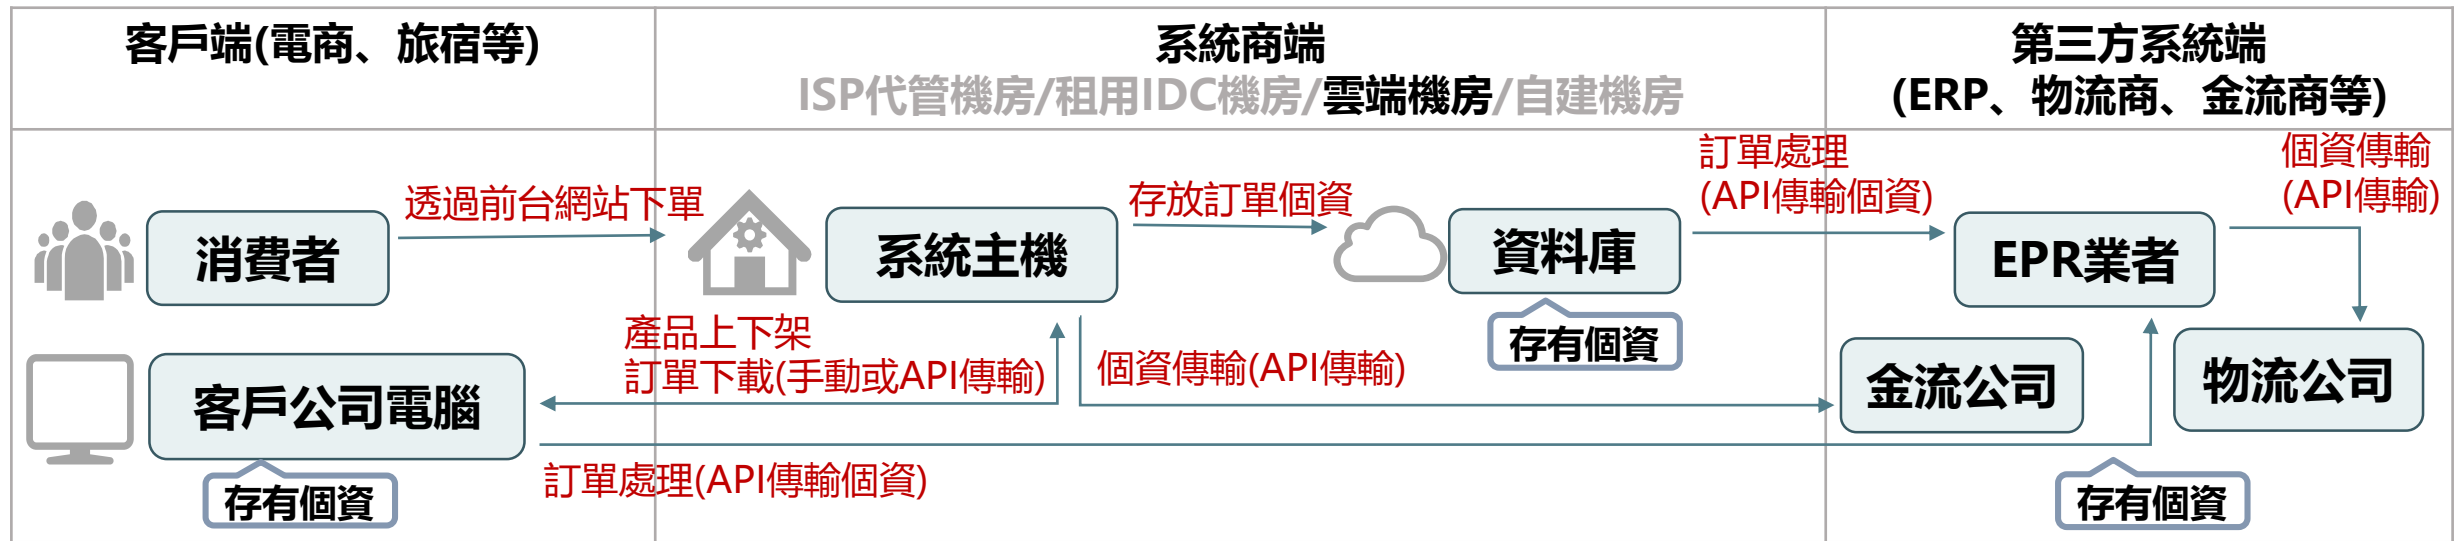 客戶端(電商、旅宿等)
系統商端
ISP代管機房/租用IDC機房/雲端機房/自建機房
第三方系統端
(ERP、物流商、金流商等)
消費者
透過前台網站下單
系統主機
存放訂單個資
資料庫
存有個資
訂單處理
(API傳輸個資)
EPR業者
個資傳輸
(API傳輸)
客戶公司電腦
存有個資
產品上下架
訂單下載(手動或API傳輸)
個資傳輸(API傳輸)
金流公司
物流公司
訂單處理(API傳輸個資)
存有個資